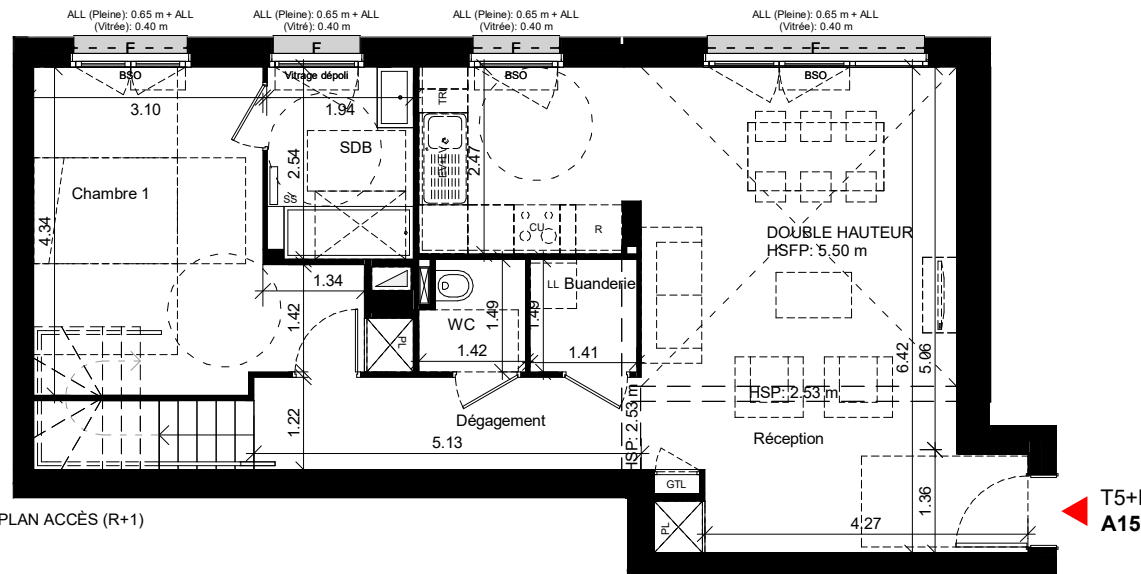 ALL (Pleine): 0.65 m + ALL
(Vitrée): 0.40 m
ALL (Pleine): 0.65 m + ALL
(Vitré): 0.40 m
ALL (Pleine): 0.65 m + ALL
(Vitrée): 0.40 m
ALL (Pleine): 0.65 m + ALL
(Vitrée): 0.40 m
F
F
F
F
BSO
Vitrage dépoli
BSO
BSO
3.10
1.94
TRI
SDB
2.54
EV/LV
2.47
Chambre 1
SS
4.34
CU
R
DOUBLE HAUTEUR
HSFP: 5.50 m
1.34
1.42
WC
1.49
LL
Buanderie
1.49
PL
1.42
1.41
6.42
5.06
HSP: 2.53 m
1.22
Dégagement
HSP: 2.53 m
Réception
5.13
GTL
PL
4.27
1.36
PLAN ACCÈS (R+1)
T5+
A15